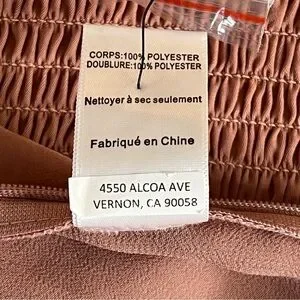 CORPS:100% POLYESTER
DOUBLURE:100% POLYESTER
Nettoyer à sec seulement
Fabriqué en Chine
4550 ALCOA AVE
VERNON, CA 90058